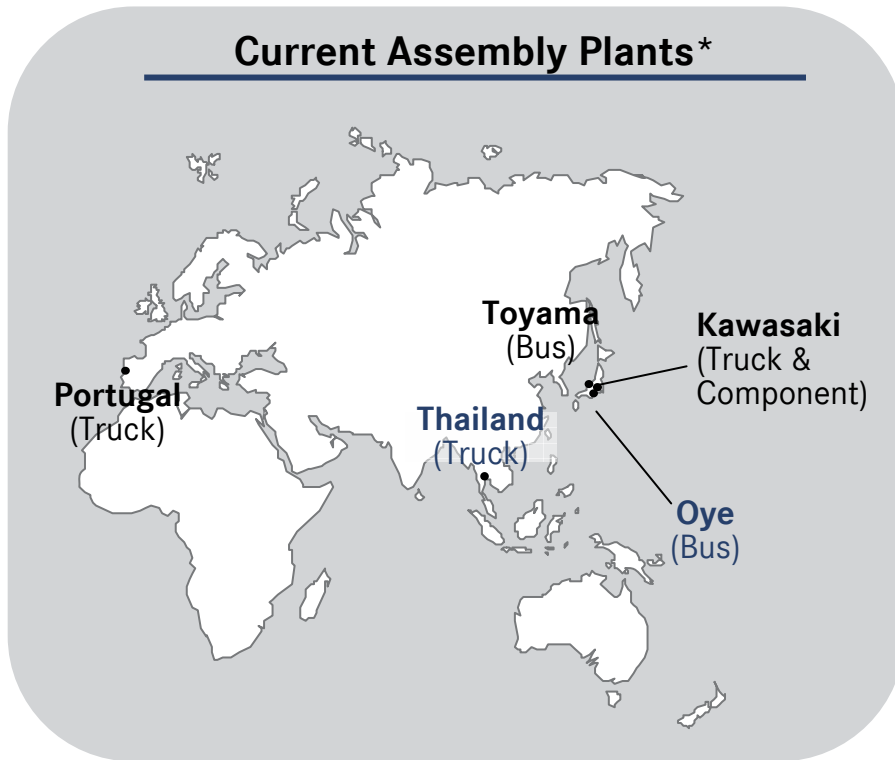 Current Assembly Plants*
Toyama
(Bus)
Kawasaki
(Truck &
Component)
Portugal
(Truck)
Thailand
(Truck)
Oye
(Bus)